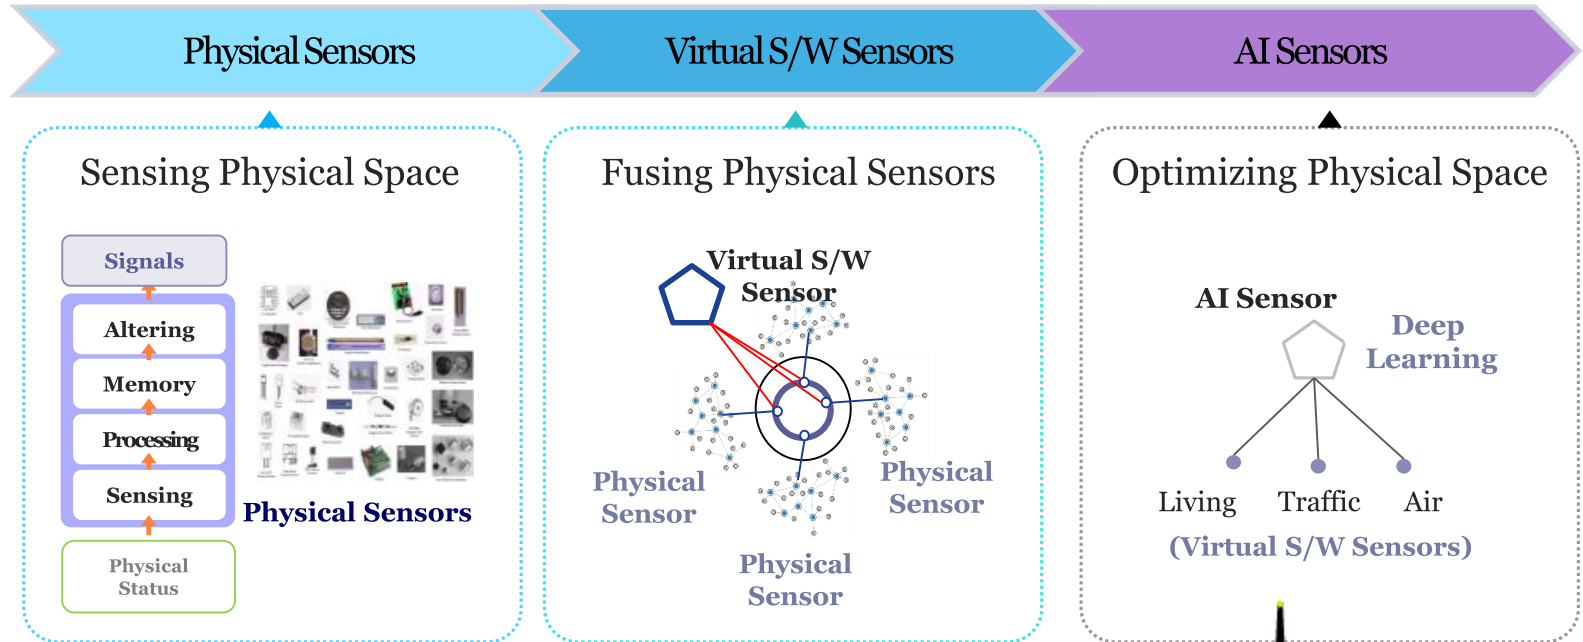 Physical Sensors
Virtual S/W Sensors
AI Sensors
Sensing Physical Space
Signals
Altering
Memory
Processing
Sensing
Physical
Status
Physical Sensors
Fusing Physical Sensors
Virtual S/W
Sensor
Physical
Sensor
Physical
Sensor
Physical
Sensor
Optimizing Physical Space
AI Sensor
Deep
Learning
Living
Traffic
Air
(Virtual S/W Sensors)